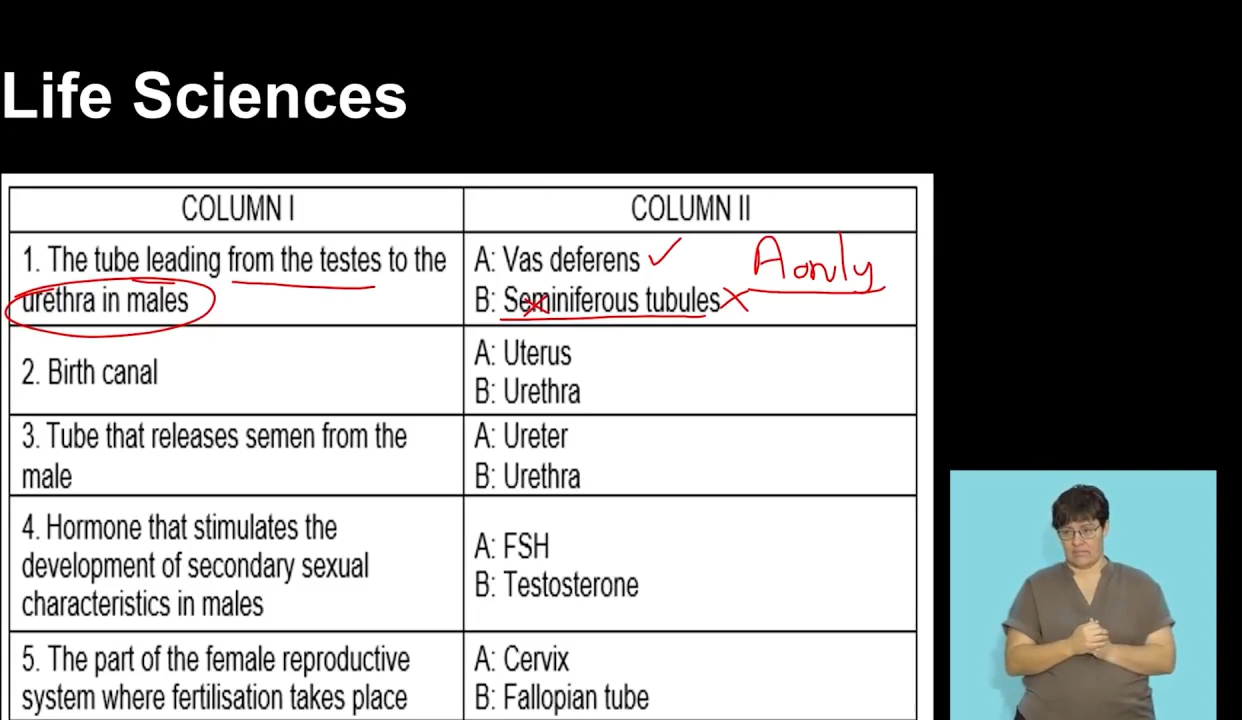 Life Sciences
COLUMN I
COLUMN II
1. The tube leading from the testes to the
urethra in males
A: Vas deferens
B: Seminiferous tubules
A only
2. Birth canal
A: Uterus
B: Urethra
3. Tube that releases semen from the
male
A: Ureter
B: Urethra
4. Hormone that stimulates the
development of secondary sexual
characteristics in males
A: FSH
B: Testosterone
5. The part of the female reproductive
system where fertilisation takes place
A: Cervix
B: Fallopian tube